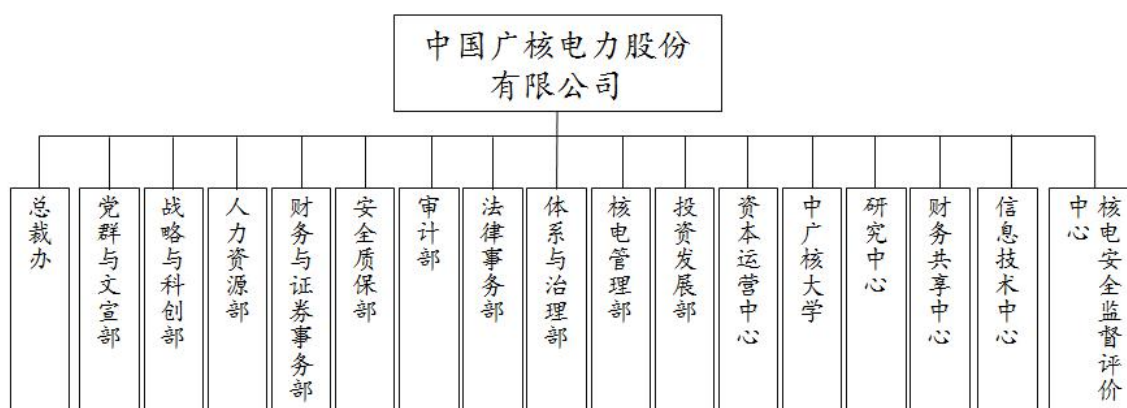 中国广核电力股份
有限公司
总裁办
党群与文宣部
战略与科创部
人力资源部
财务与证券事务部
安全质保部
审计部
法律事务部
体系与治理部
核电管理部
投资发展部
资本运营中心
中广核大学
研究中心
财务共享中心
信息技术中心
核电安全监督评价
中心